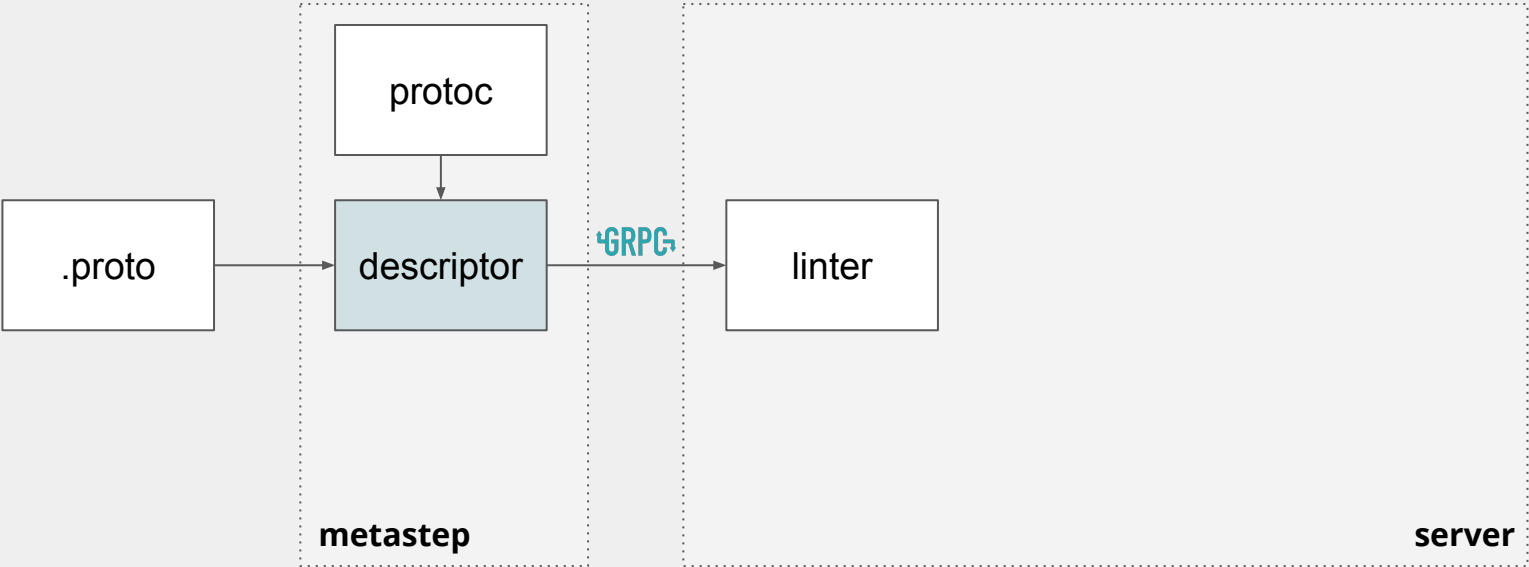 protoc
.proto
descriptor
GRPC
linter
metastep
server